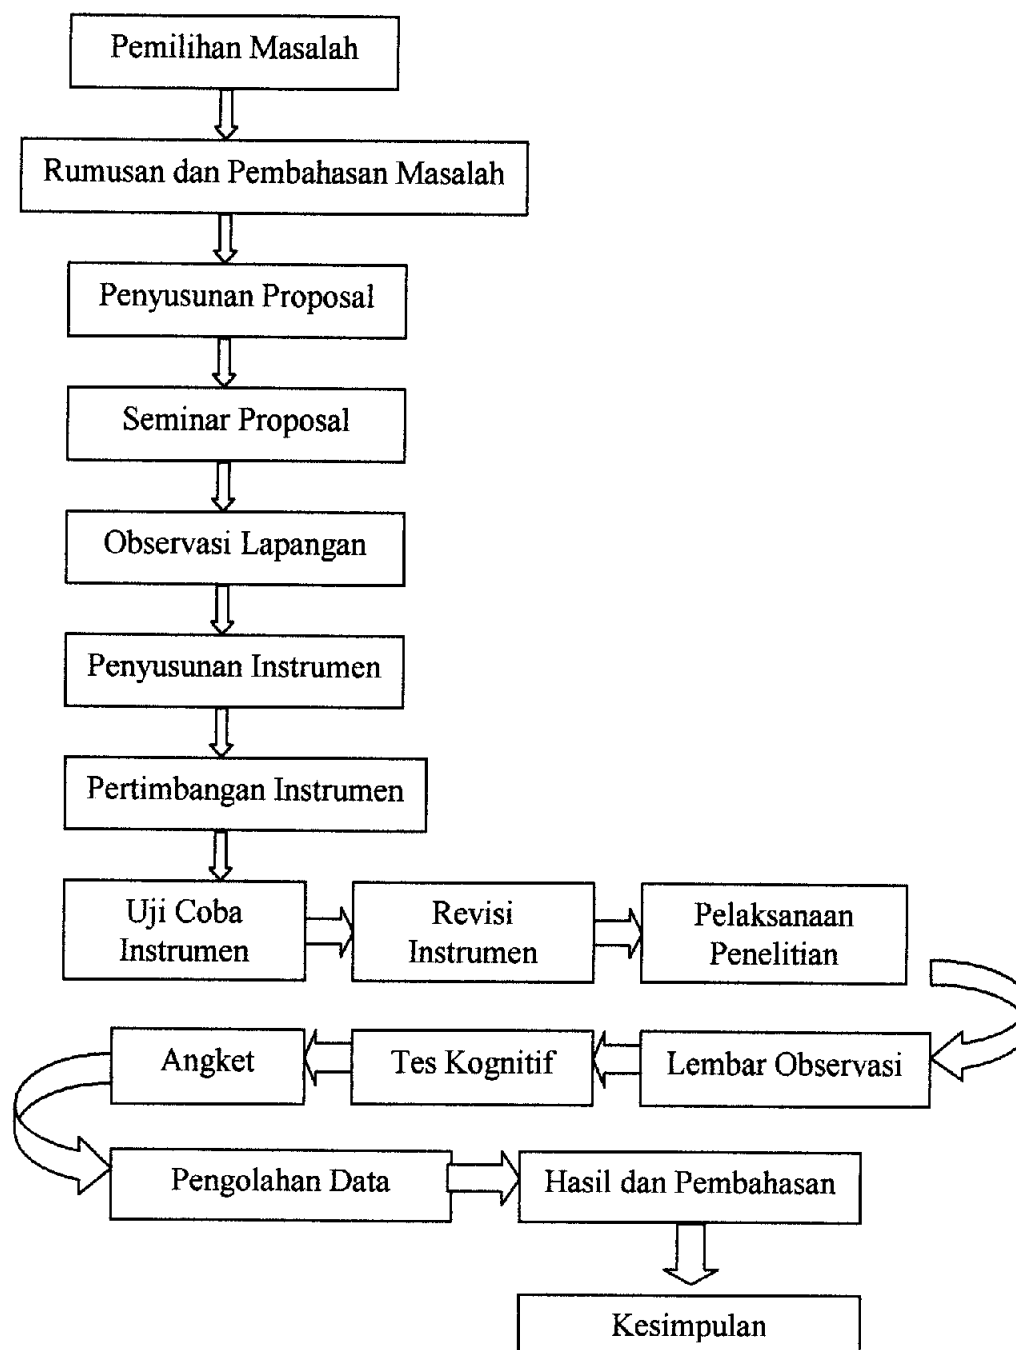 Pemilihan Masalah
Rumusan dan Pembahasan Masalah
Penyusunan Proposal
Seminar Proposal
Observasi Lapangan
Penyusunan Instrumen
Pertimbangan Instrumen
Uji Coba
Instrumen
Revisi
Instrumen
Pelaksanaan
Penelitian
Lembar Observasi
Tes Kognitif
Angket
Pengolahan Data
Hasil dan Pembahasan
Kesimpulan